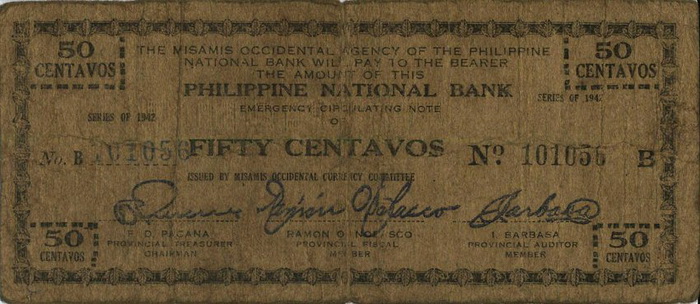 50
CENTAVOS
THE MISAMIS OCCIDENTAL AGENCY OF THE PHILIPPINE
NATIONAL BANK WILL PAY TO THE BEARER
THE AMOUNT OF THIS
PHILIPPINE NATIONAL BANK
EMERGENCY CIRCULATING NOTE
50
CENTAVOS
SERIES OF 1942
SERIES OF 1942
No. B 101056
FIFTY CENTAVOS
Nº 101056 B
ISSUED BY MISAMIS OCCIDENTAL CURRENCY COMMITTEE
Ramon Nolasco
I Barbasa
P. D. PACANA
PROVINCIAL TREASURER
CHAIRMAN
RAMON O NOLASCO
PROVINCIAL FISCAL
MEMBER
I. BARBASA
PROVINCIAL AUDITOR
MEMBER
50
CENTAVOS
50
CENTAVOS